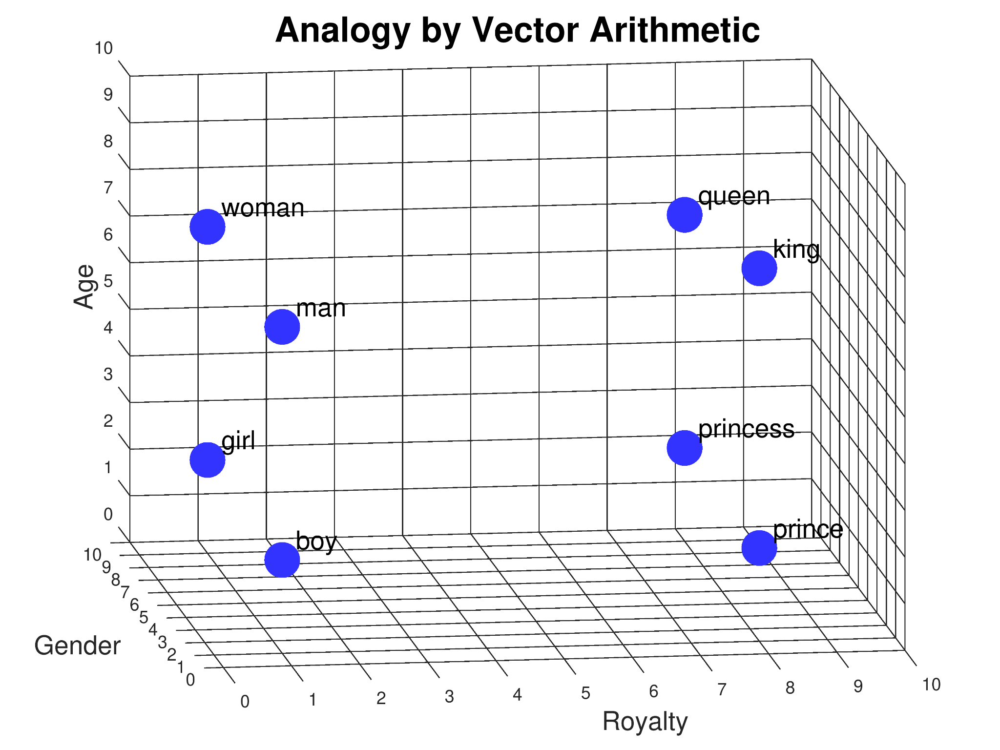 Analogy by Vector Arithmetic
10
9
8
7
6
5
4
3
2
1
0
Age
woman
queen
king
man
girl
princess
boy
prince
10
9
8
7
6
5
4
3
2
1
0
Gender
0
1
2
3
4
5
6
7
8
9
10
Royalty